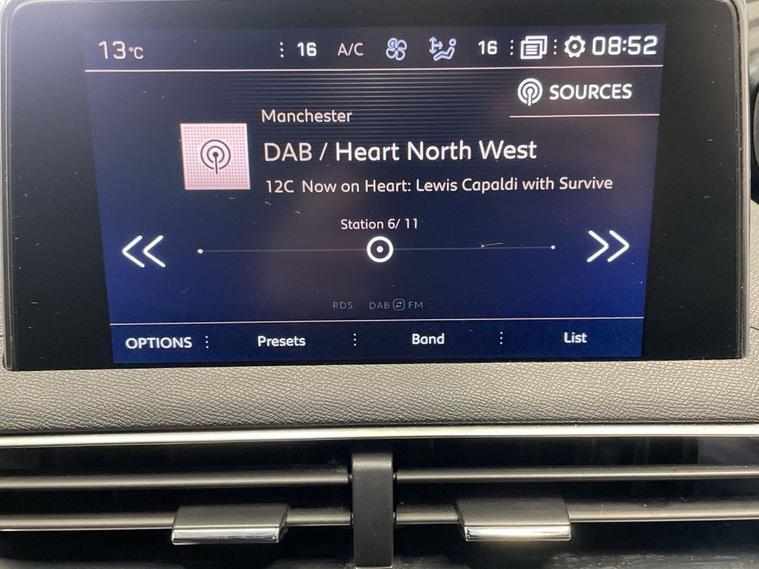 13°C 16 A/C 16 08:52
SOURCES
Manchester
DAB / Heart North West
12C Now on Heart: Lewis Capaldi with Survive
Station 6/ 11
RDS DAB FM
OPTIONS Presets Band List